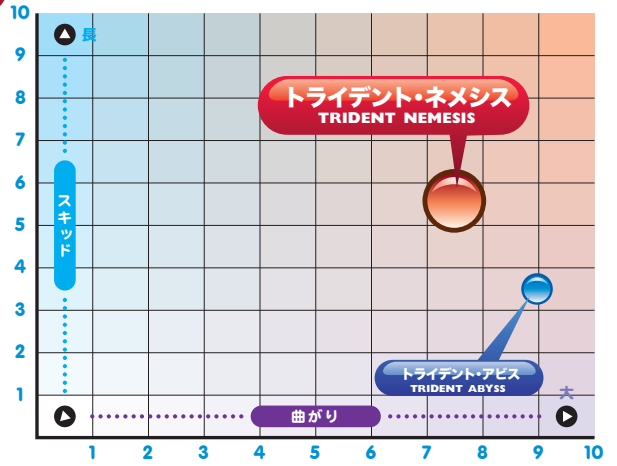 10
長
9
8
トライデント・ネメシス
TRIDENT NEMESIS
7
6
スキッド
5
4
3
2
トライデント・アビス
TRIDENT ABYSS
1
大
曲がり
1 2 3 4 5 6 7 8 9 10